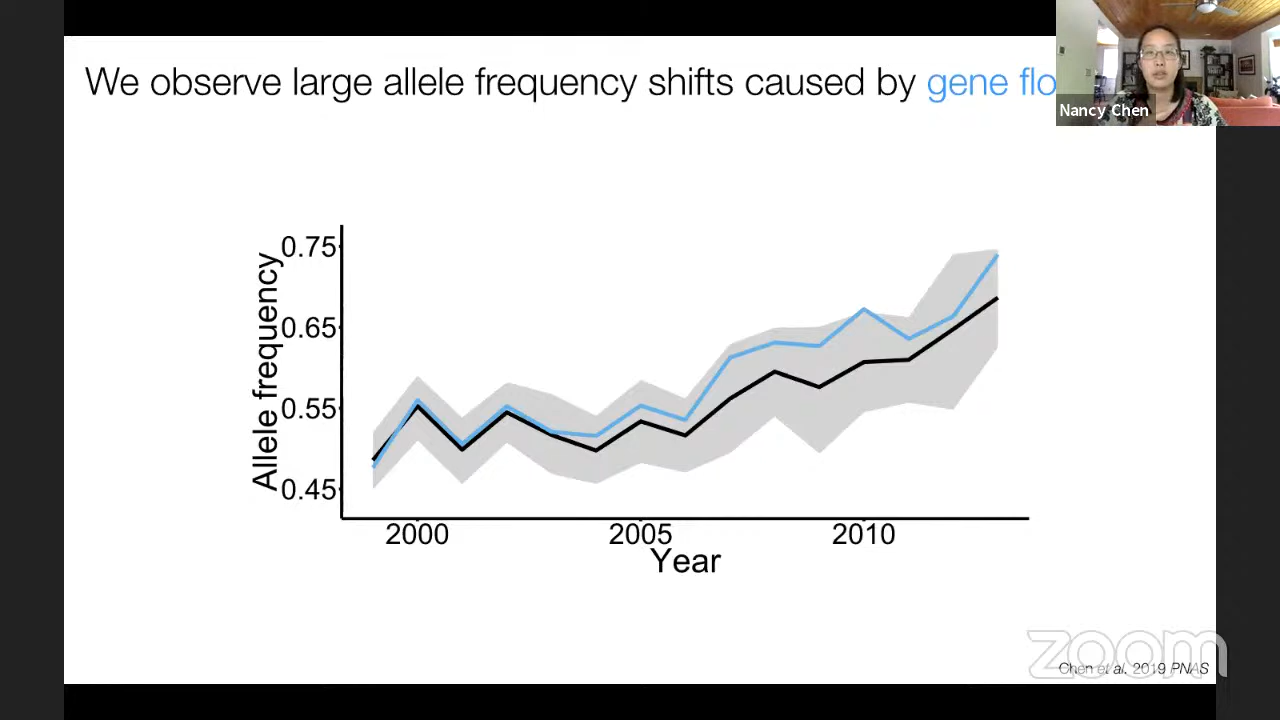 We observe large allele frequency shifts caused by gene flo
Nancy Chen
Allele frequency
0.75
0.65
0.55
0.45
2000 2005 2010
Year
zoom
Chen et al. 2019 PNAS